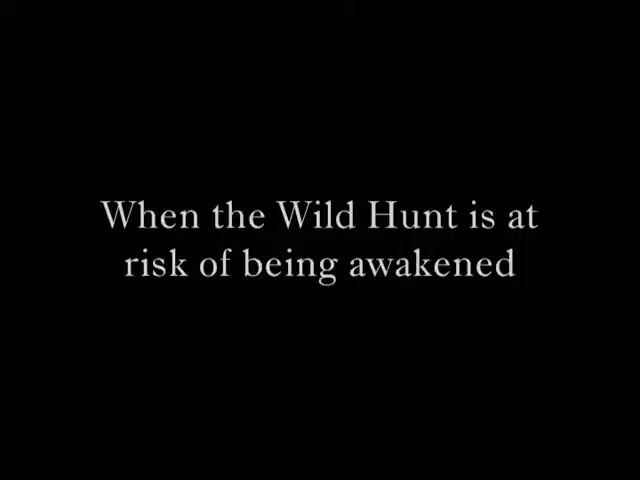 When the Wild Hunt is at
risk of being awakened